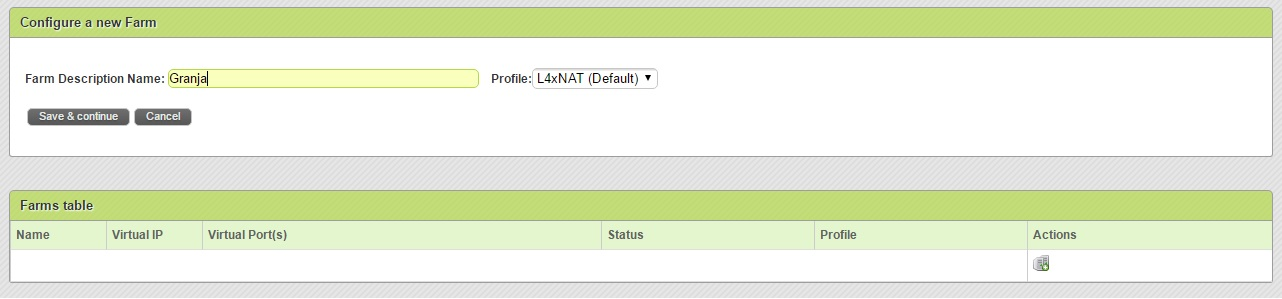 Configure a new Farm
Farm Description Name: Granja Profile: L4xNAT (Default)
Save & continue Cancel
Farms table
Name Virtual IP Virtual Port(s) Status Profile Actions